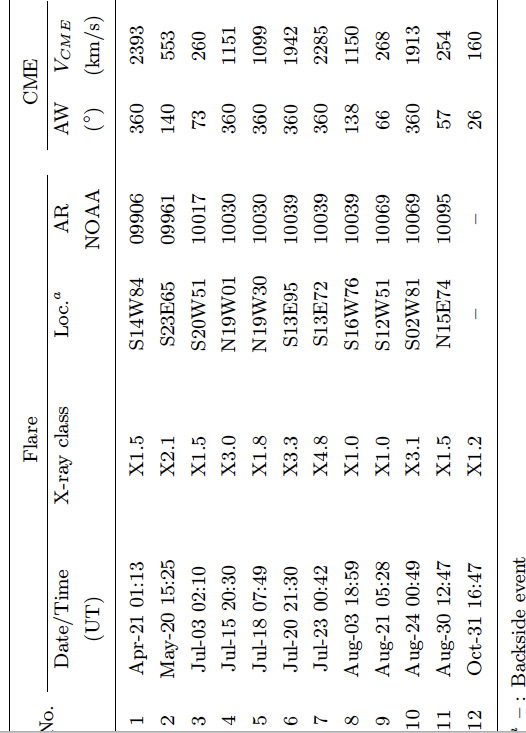 Flare CME
No. Date/Time X-ray class Loc.ᵃ AR AW V_CME
(UT) NOAA (°) (km/s)
1 Apr-21 01:13 X1.5 S14W84 09906 360 2393
2 May-20 15:25 X2.1 S23E65 09961 140 553
3 Jul-03 02:10 X1.5 S20W51 10017 73 260
4 Jul-15 20:30 X3.0 N19W01 10030 360 1151
5 Jul-18 07:49 X1.8 N19W30 10030 360 1099
6 Jul-20 21:30 X3.3 S13E95 10039 360 1942
7 Jul-23 00:42 X4.8 S13E72 10039 360 2285
8 Aug-03 18:59 X1.0 S16W76 10039 138 1150
9 Aug-21 05:28 X1.0 S12W51 10069 66 268
10 Aug-24 00:49 X3.1 S02W81 10069 360 1913
11 Aug-30 12:47 X1.5 N15E74 10095 57 254
12 Oct-31 16:47 X1.2 – – 26 160
ᵃ – : Backside event